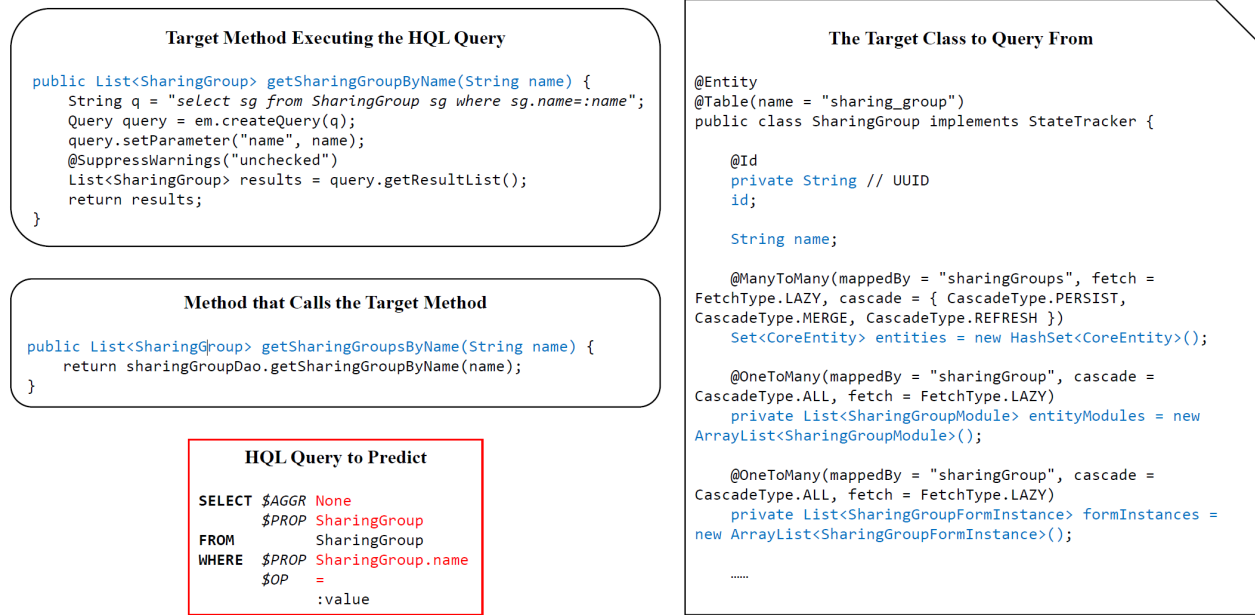 Target Method Executing the HQL Query
public List<SharingGroup> getSharingGroupByName(String name) {
String q = "select sg from SharingGroup sg where sg.name=:name";
Query query = em.createQuery(q);
query.setParameter("name", name);
@SuppressWarnings("unchecked")
List<SharingGroup> results = query.getResultList();
return results;
}
Method that Calls the Target Method
public List<SharingGroup> getSharingGroupsByName(String name) {
return sharingGroupDao.getSharingGroupByName(name);
}
HQL Query to Predict
SELECT $AGGR None
$PROP SharingGroup
FROM SharingGroup
WHERE $PROP SharingGroup.name
$OP =
:value
The Target Class to Query From
@Entity
@Table(name = "sharing_group")
public class SharingGroup implements StateTracker {
@Id
private String // UUID
id;
String name;
@ManyToMany(mappedBy = "sharingGroups", fetch =
FetchType.LAZY, cascade = { CascadeType.PERSIST,
CascadeType.MERGE, CascadeType.REFRESH })
Set<CoreEntity> entities = new HashSet<CoreEntity>();
@OneToMany(mappedBy = "sharingGroup", cascade =
CascadeType.ALL, fetch = FetchType.LAZY)
private List<SharingGroupModule> entityModules = new
ArrayList<SharingGroupModule>();
@OneToMany(mappedBy = "sharingGroup", cascade =
CascadeType.ALL, fetch = FetchType.LAZY)
private List<SharingGroupFormInstance> formInstances =
new ArrayList<SharingGroupFormInstance>();
……